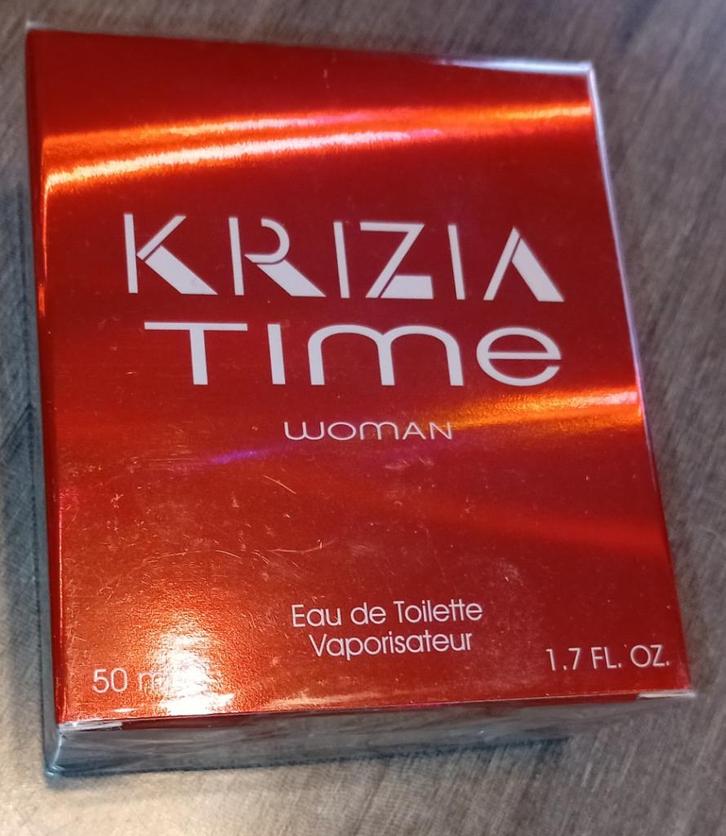 KRIZIA
Time
WOMAN
Eau de Toilette
Vaporisateur
50 m
1.7 FL. OZ.